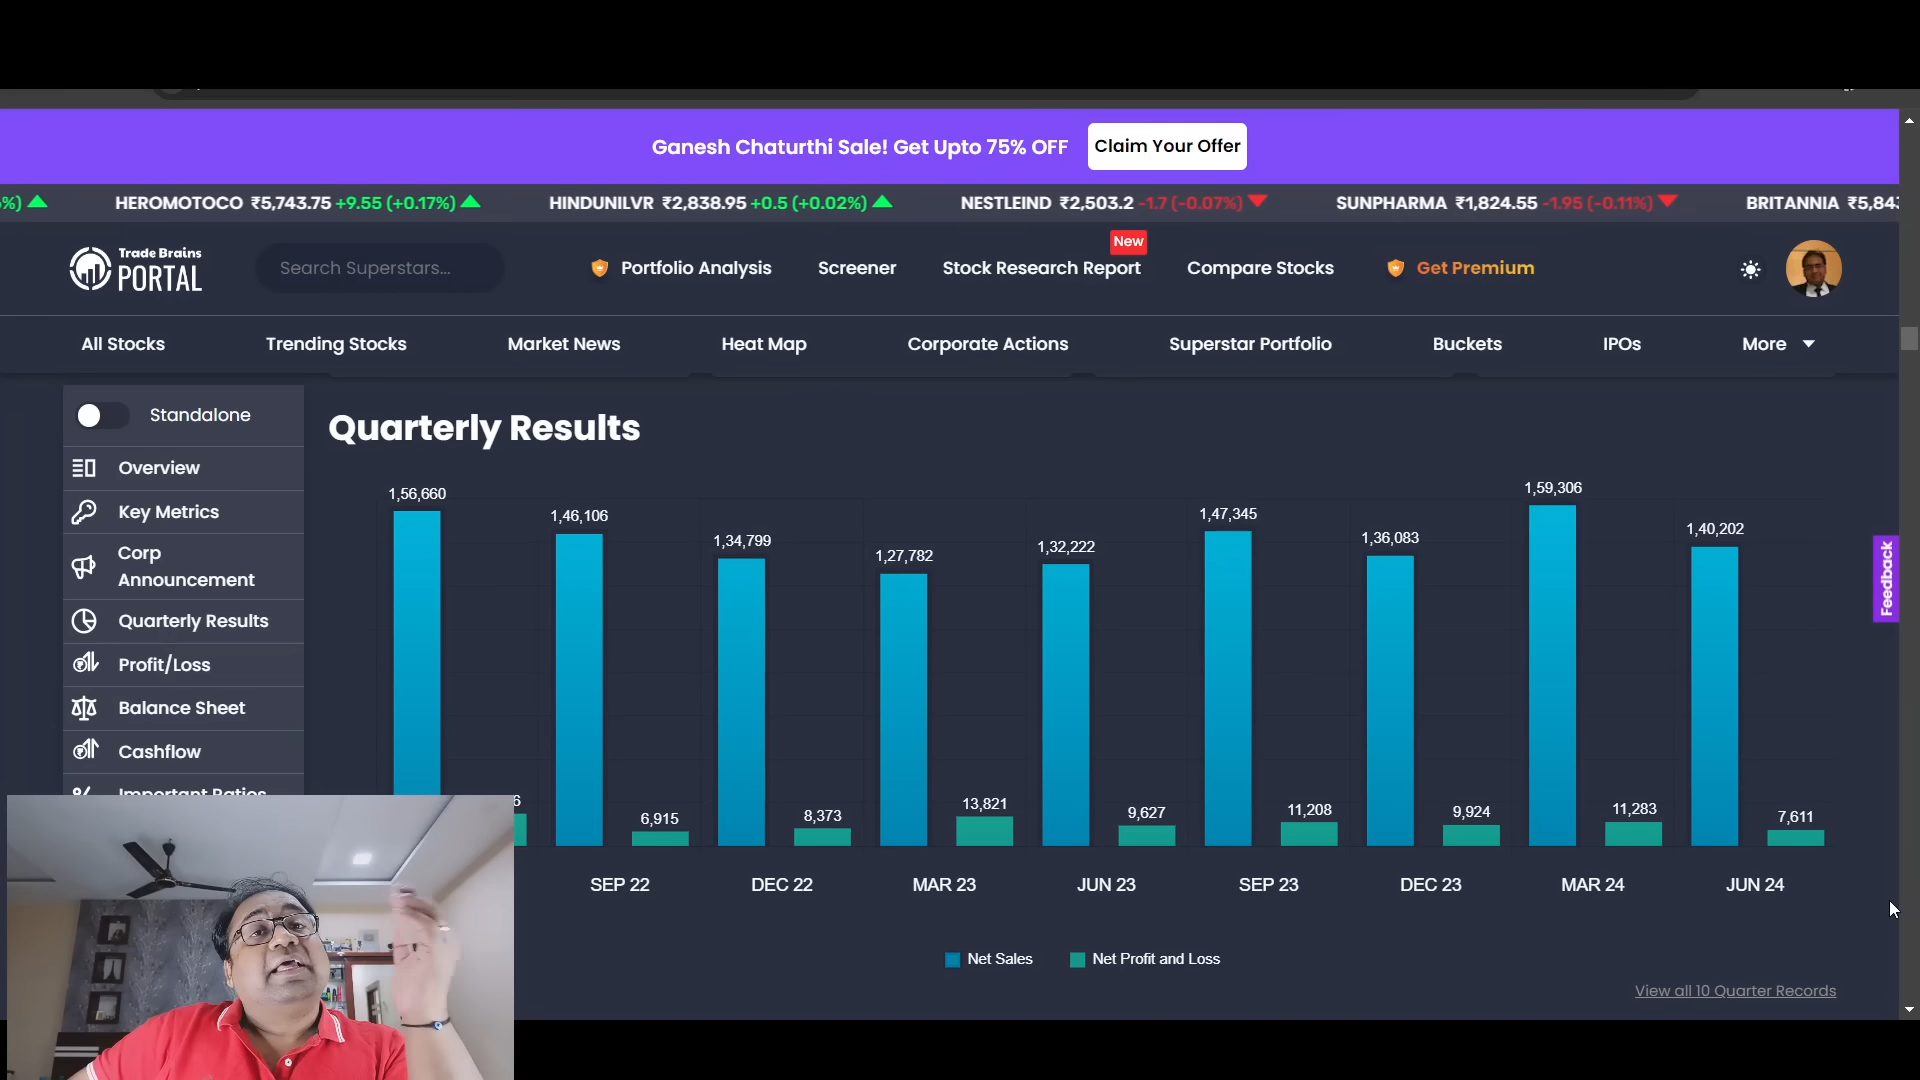 Ganesh Chaturthi Sale! Get Upto 75% OFF Claim Your Offer
%) HEROMOTOCO ₹5,743.75 +9.55 (+0.17%) HINDUNILVR ₹2,838.95 +0.5 (+0.02%) NESTLEIND ₹2,503.2 -1.7 (-0.07%) SUNPHARMA ₹1,824.55 -1.95 (-0.11%) BRITANNIA
New
Trade Brains
PORTAL
Search Superstars...
Portfolio Analysis Screener Stock Research Report Compare Stocks Get Premium
All Stocks Trending Stocks Market News Heat Map Corporate Actions Superstar Portfolio Buckets IPOs More
Standalone
Overview
Key Metrics
Corp
Announcement
Quarterly Results
Profit/Loss
Balance Sheet
Cashflow
Important Ratios
Quarterly Results
1,56,660 1,46,106 1,34,799 1,27,782 1,32,222 1,47,345 1,36,083 1,59,306 1,40,202
6 6,915 8,373 13,821 9,627 11,208 9,924 11,283 7,611
SEP 22 DEC 22 MAR 23 JUN 23 SEP 23 DEC 23 MAR 24 JUN 24
Net Sales Net Profit and Loss
View all 10 Quarter Records
Feedback